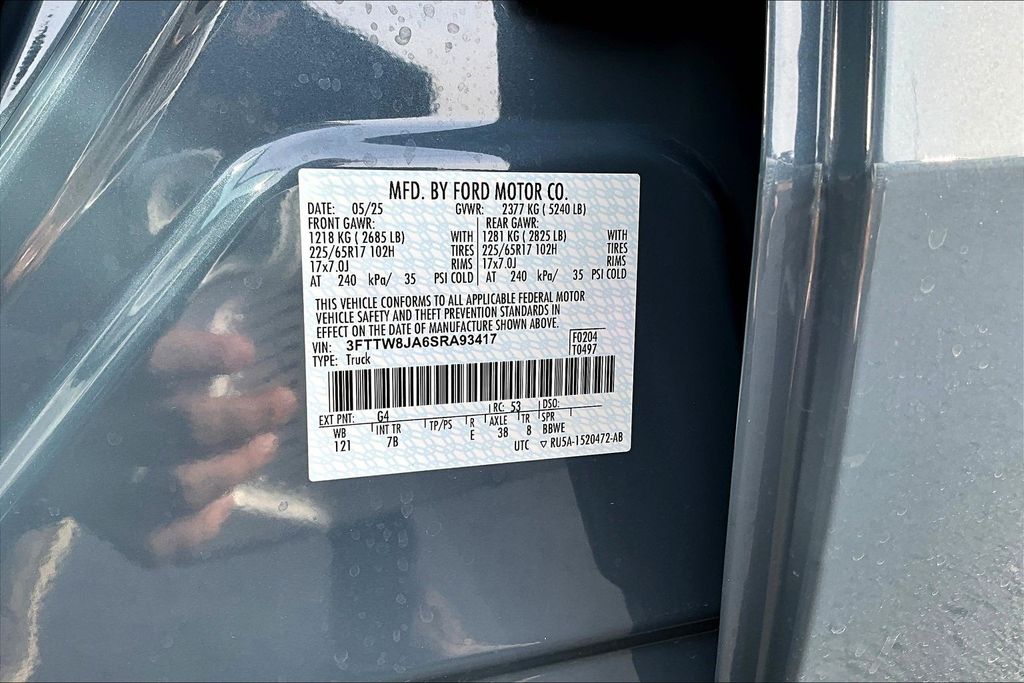 MFD. BY FORD MOTOR CO.
DATE: 05/25 GVWR: 2377 KG ( 5240 LB)
FRONT GAWR: REAR GAWR:
1218 KG ( 2685 LB) WITH 1281 KG ( 2825 LB) WITH
225/65R17 102H TIRES 225/65R17 102H TIRES
17x7.0J RIMS 17x7.0J RIMS
AT 240 kPa/ 35 PSI COLD AT 240 kPa/ 35 PSI COLD
THIS VEHICLE CONFORMS TO ALL APPLICABLE FEDERAL MOTOR
VEHICLE SAFETY AND THEFT PREVENTION STANDARDS IN
EFFECT ON THE DATE OF MANUFACTURE SHOWN ABOVE.
VIN: 3FTTW8JA6SRA93417 F0204
TYPE: Truck T0497
EXT PNT: G4 RC: 53 DSO:
WB INT TR TP/PS R AXLE TR SPR
121 7B E 38 8 BBWE
UTC ▽ RU5A-1520472-AB